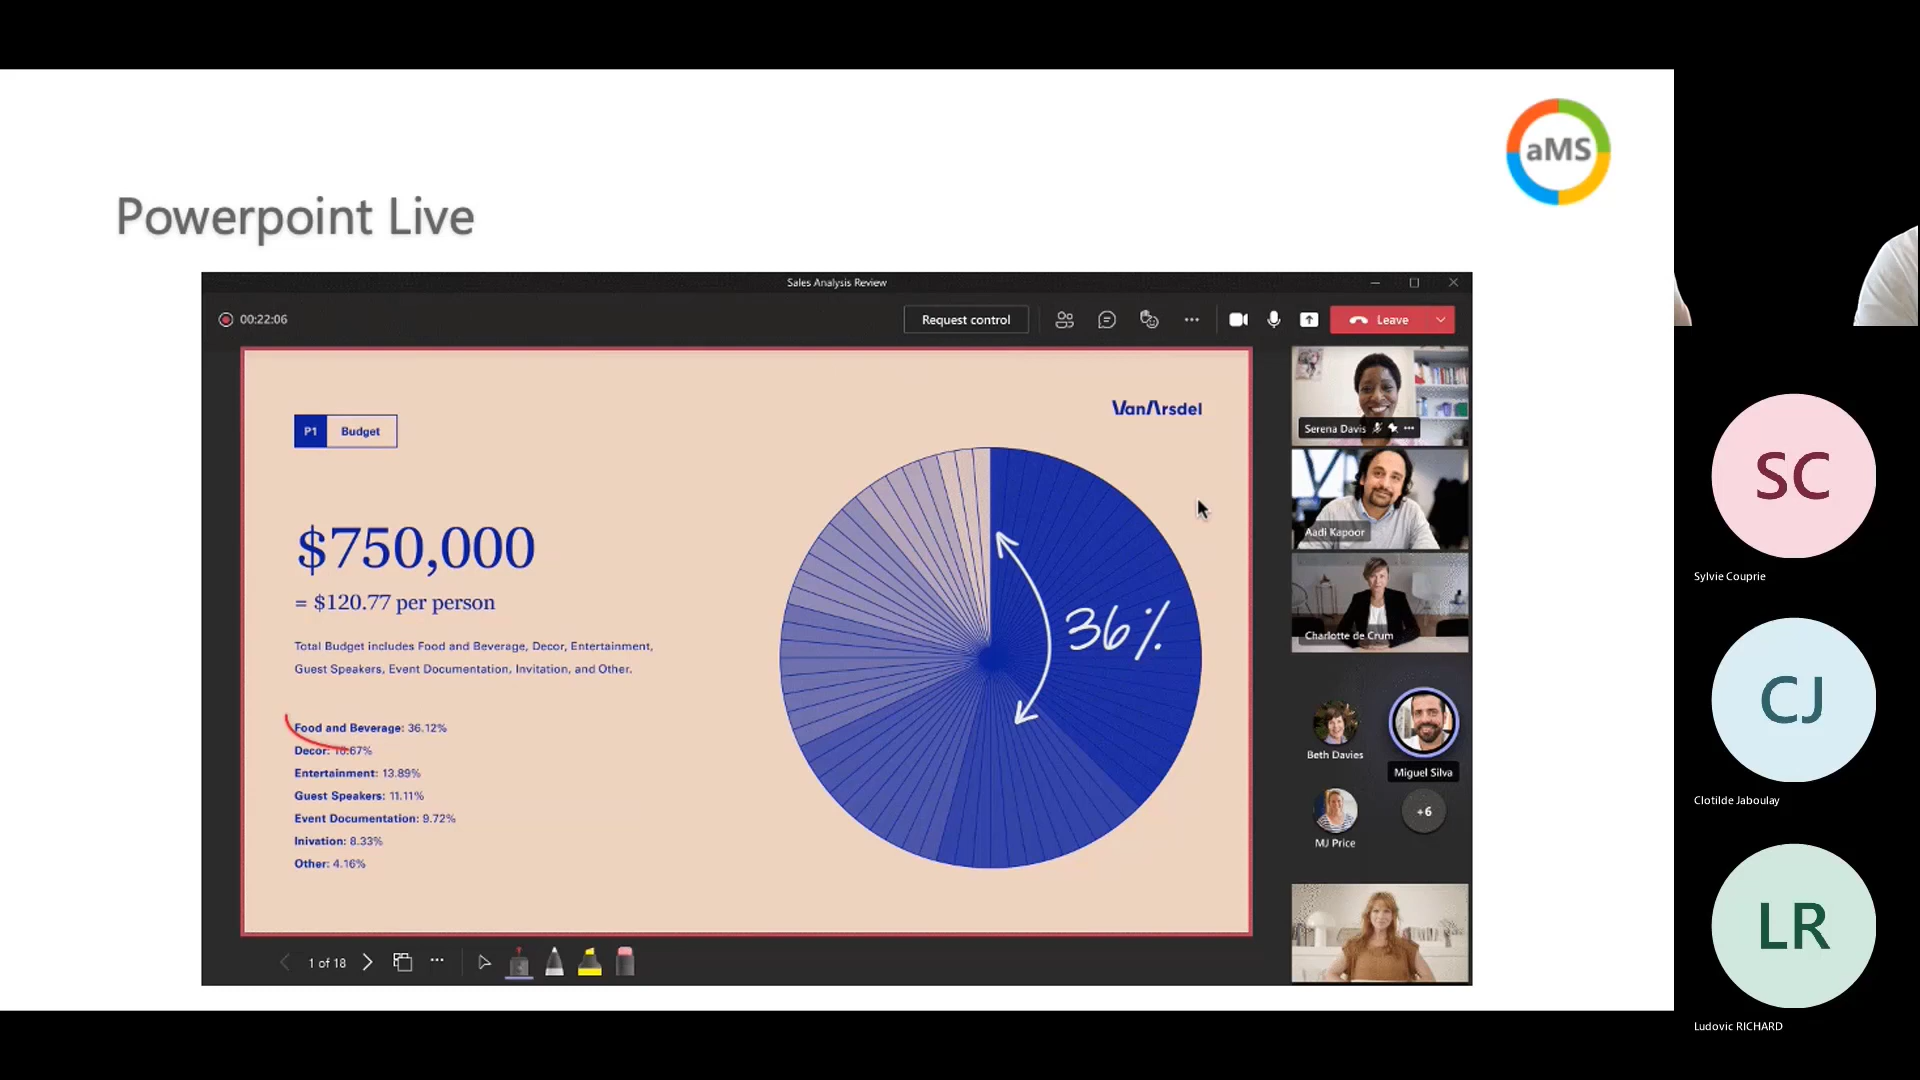 aMS
Powerpoint Live
Sales Analysis Review
00:22:06
Request control
Leave
P1 Budget
VanArsdel
$750,000
= $120.77 per person
Total Budget includes Food and Beverage, Decor, Entertainment,
Guest Speakers, Event Documentation, Invitation, and Other.
Food and Beverage: 36.12%
Decor: 16.67%
Entertainment: 13.89%
Guest Speakers: 11.11%
Event Documentation: 9.72%
Inivation: 8.33%
Other: 4.16%
36%
Serena Davis
Aadi Kapoor
Charlotte de Crum
Beth Davies
Miguel Silva
MJ Price
+6
1 of 18
SC
Sylvie Couprie
CJ
Clotilde Jaboulay
LR
Ludovic RICHARD